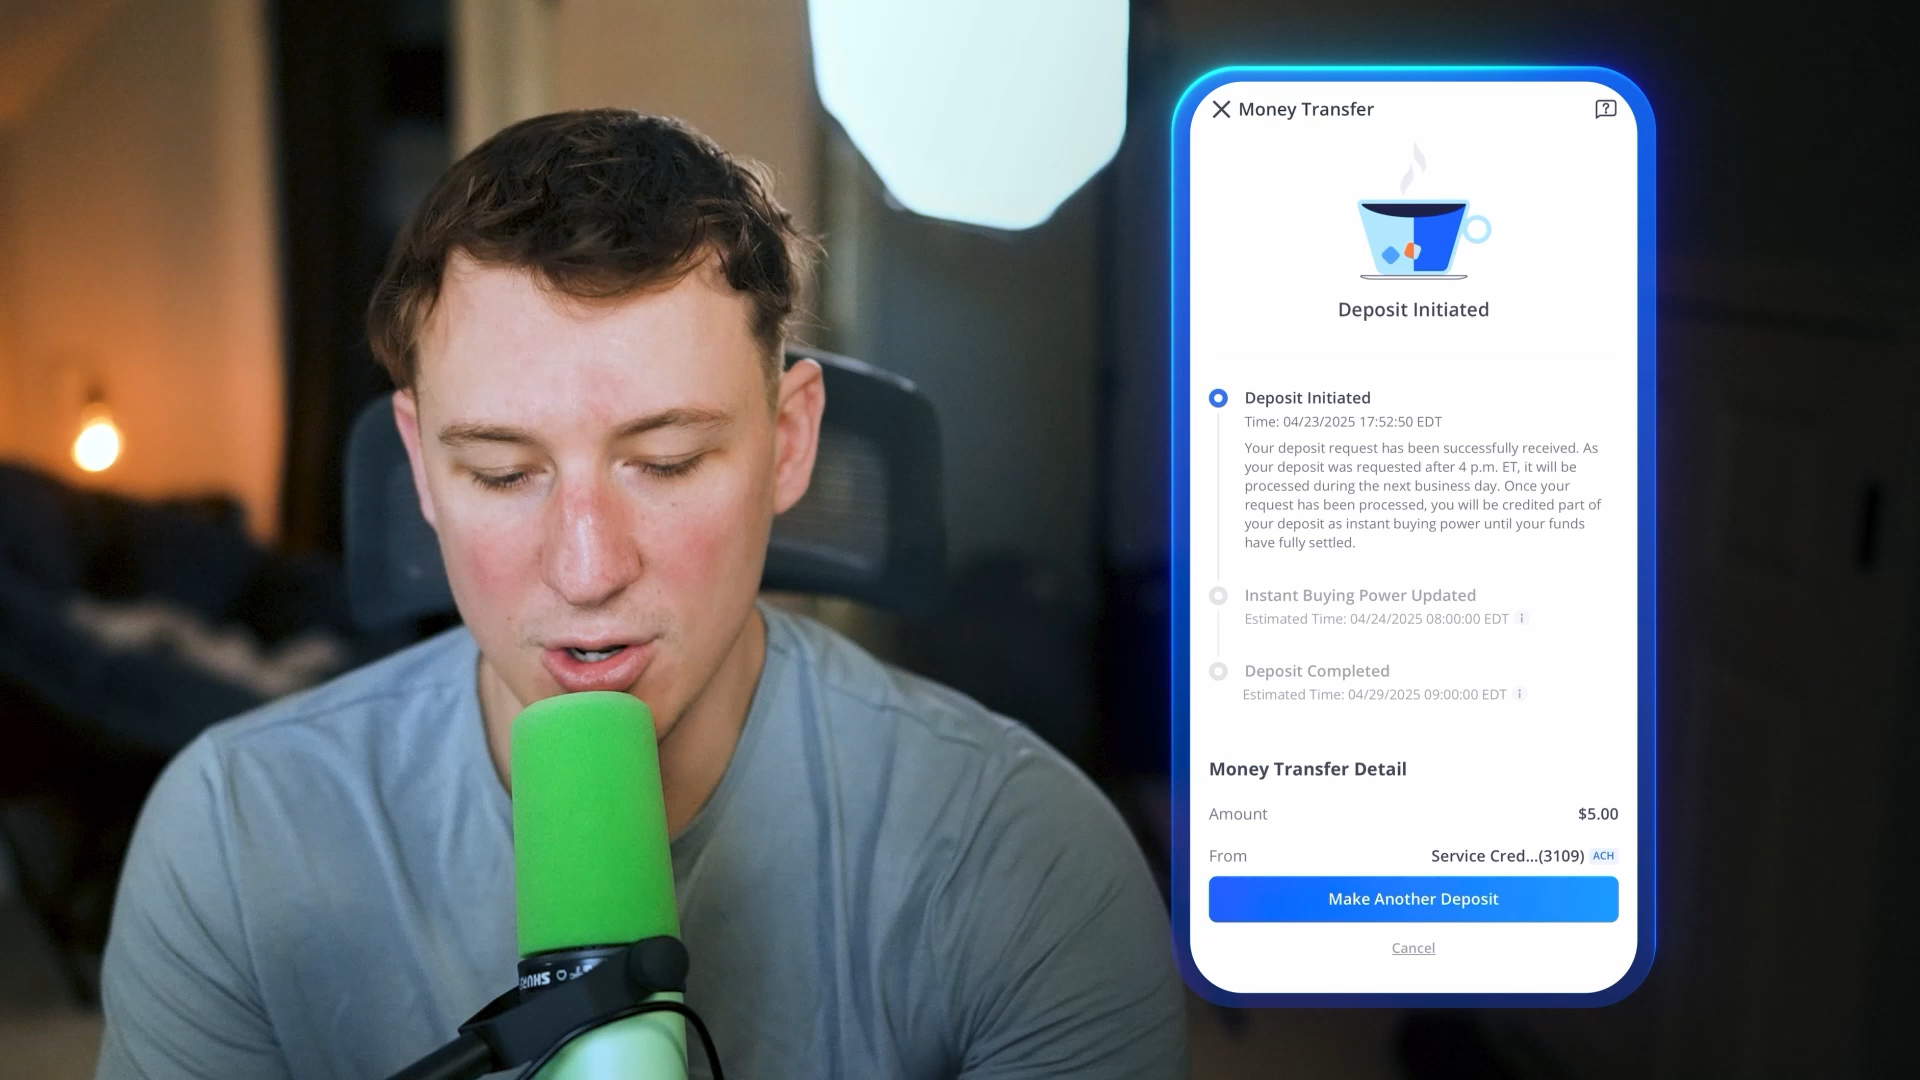 Money Transfer
Deposit Initiated
Deposit Initiated
Time: 04/23/2025 17:52:50 EDT
Your deposit request has been successfully received. As
your deposit was requested after 4 p.m. ET, it will be
processed during the next business day. Once your
request has been processed, you will be credited part of
your deposit as instant buying power until your funds
have fully settled.
Instant Buying Power Updated
Estimated Time: 04/24/2025 08:00:00 EDT
Deposit Completed
Estimated Time: 04/29/2025 09:00:00 EDT
Money Transfer Detail
Amount $5.00
From Service Cred...(3109) ACH
Make Another Deposit
Cancel
SHURE